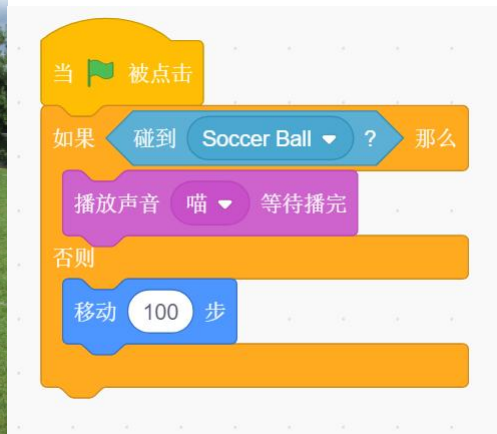 当 被点击
如果 碰到 Soccer Ball ? 那么
播放声音 喵 等待播完
否则
移动 100 步